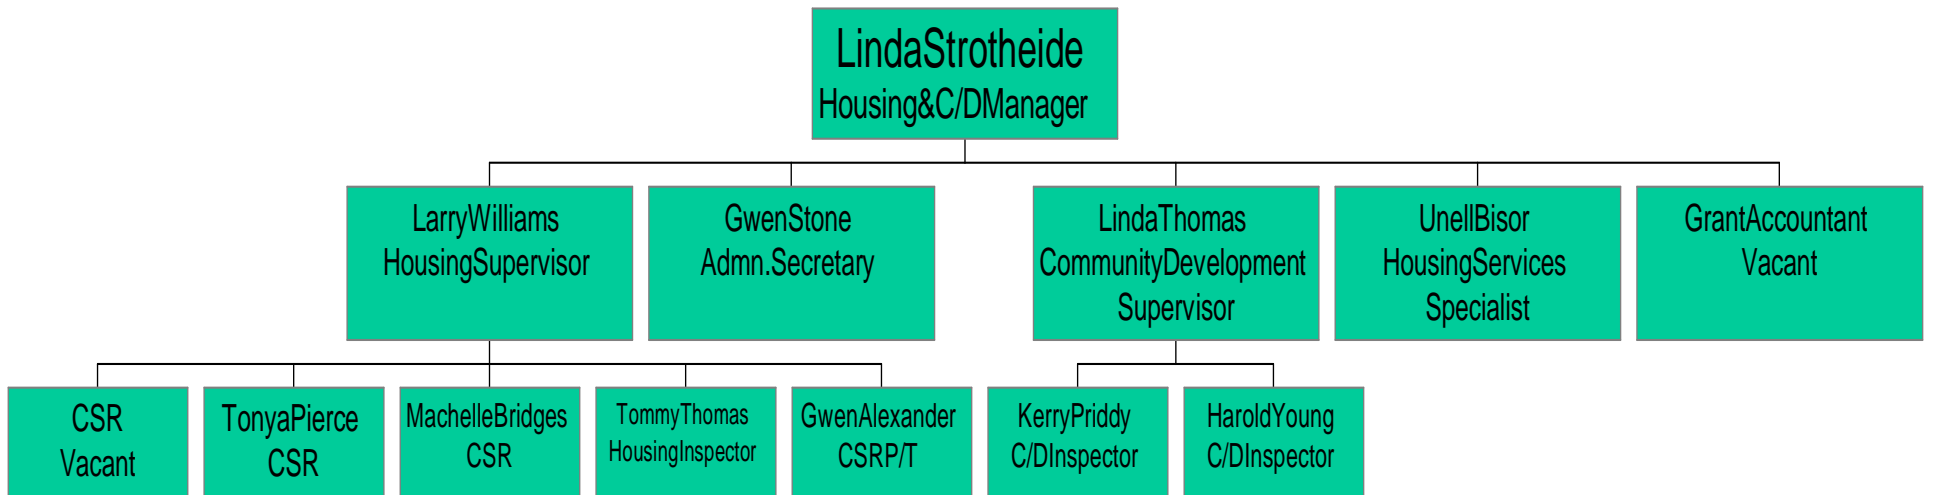 LindaStrotheide
Housing&C/DManager
LarryWilliams
HousingSupervisor
GwenStone
Admn.Secretary
LindaThomas
CommunityDevelopment
Supervisor
UnellBisor
HousingServices
Specialist
GrantAccountant
Vacant
CSR
Vacant
TonyaPierce
CSR
MachelleBridges
CSR
TommyThomas
HousingInspector
GwenAlexander
CSRP/T
KerryPriddy
C/DInspector
HaroldYoung
C/DInspector